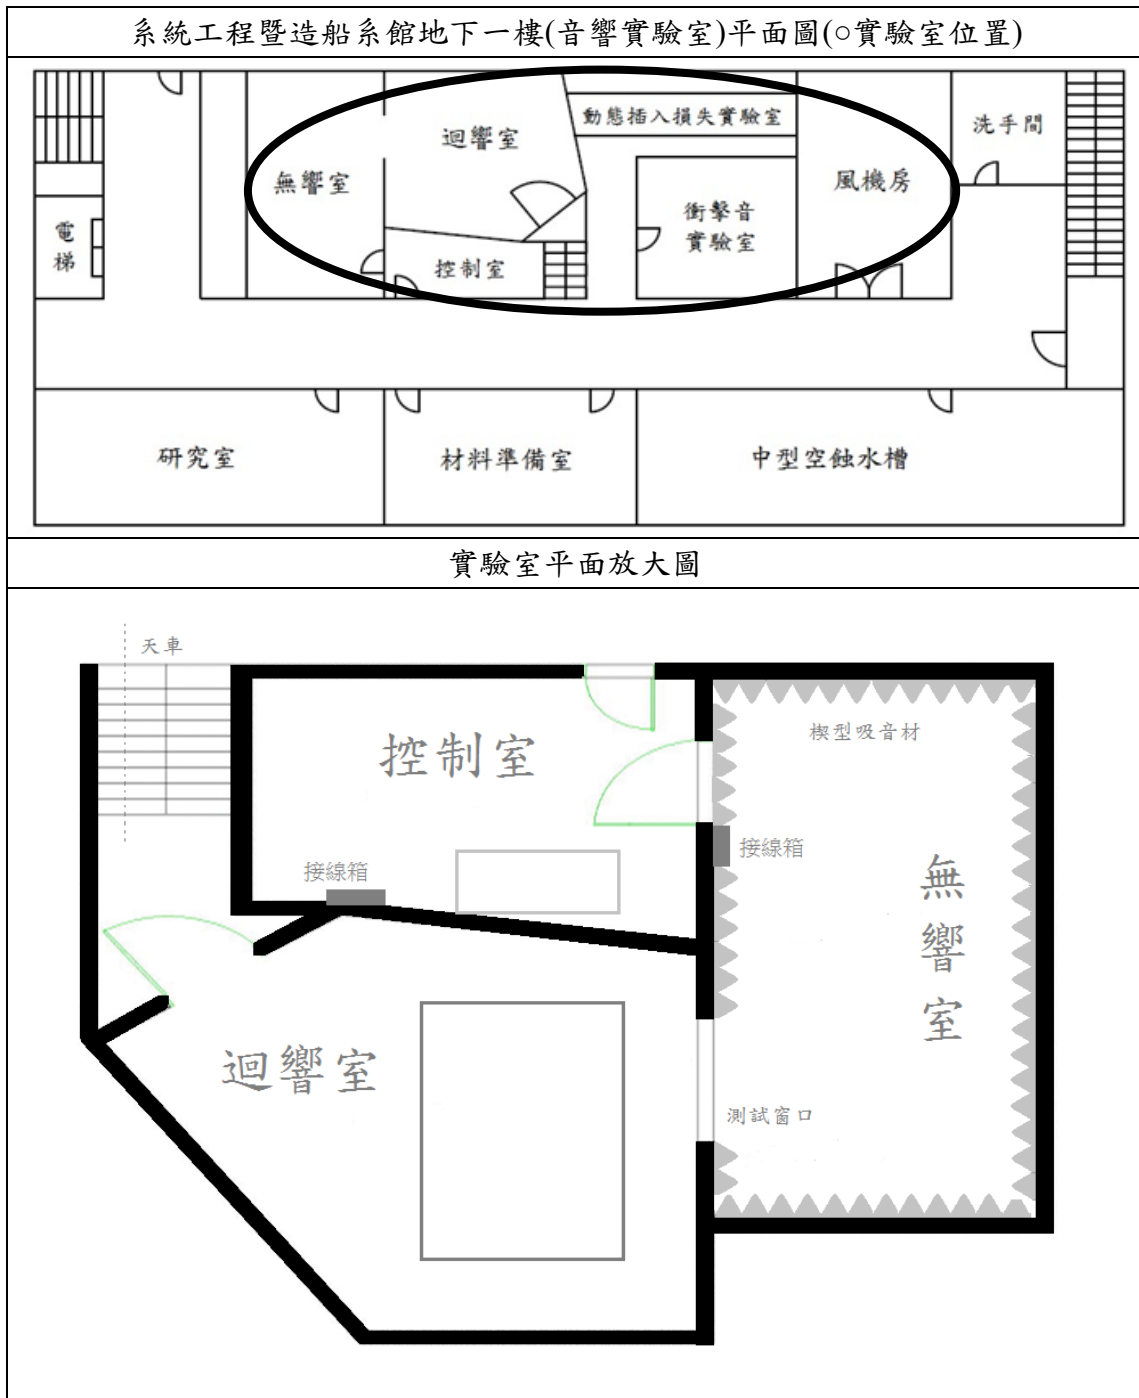 系統工程暨造船系館地下一樓(音響實驗室)平面圖(○實驗室位置)
動態插入損失實驗室
洗手間
迴響室
無響室
風機房
衝擊音
實驗室
電
梯
控制室
研究室
材料準備室
中型空蝕水槽
實驗室平面放大圖
天車
楔型吸音材
控制室
接線箱
接線箱
無
響
室
迴響室
測試窗口